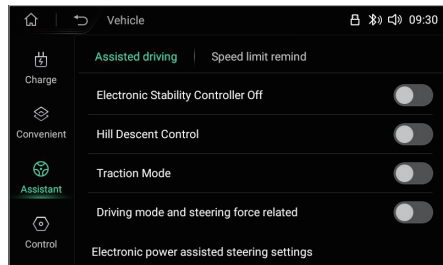 Vehicle
09:30
Charge
Convenient
Assistant
Control
Assisted driving
Speed limit remind
Electronic Stability Controller Off
Hill Descent Control
Traction Mode
Driving mode and steering force related
Electronic power assisted steering settings